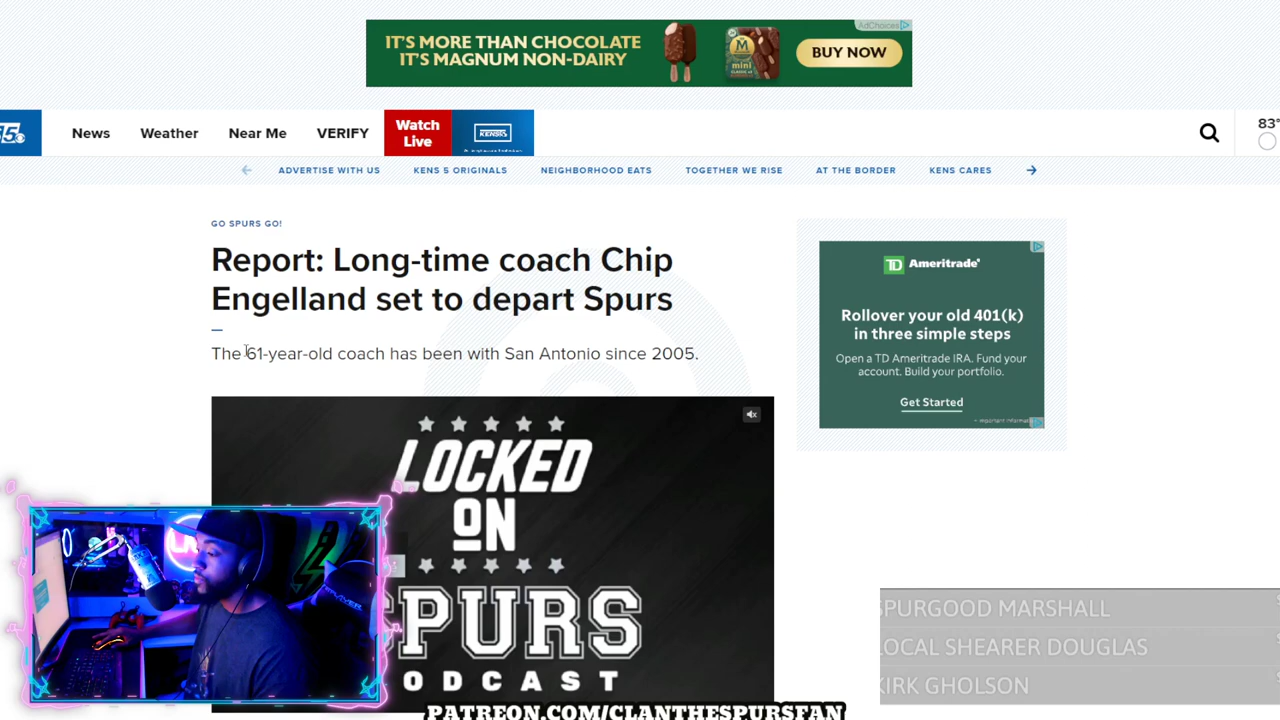 IT'S MORE THAN CHOCOLATE
IT'S MAGNUM NON-DAIRY
M
mini
BUY NOW
AdChoices
5
News
Weather
Near Me
VERIFY
Watch
Live
KENS5
83°
ADVERTISE WITH US
KENS 5 ORIGINALS
NEIGHBORHOOD EATS
TOGETHER WE RISE
AT THE BORDER
KENS CARES
GO SPURS GO!
Report: Long-time coach Chip
Engelland set to depart Spurs
The 61-year-old coach has been with San Antonio since 2005.
TD Ameritrade
Rollover your old 401(k)
in three simple steps
Open a TD Ameritrade IRA. Fund your
account. Build your portfolio.
Get Started
LOCKED
ON
SPURS
ODCAST
SPURGOOD MARSHALL
LOCAL SHEARER DOUGLAS
KIRK GHOLSON
PATREON.COM/CLANTHESPURSFAN